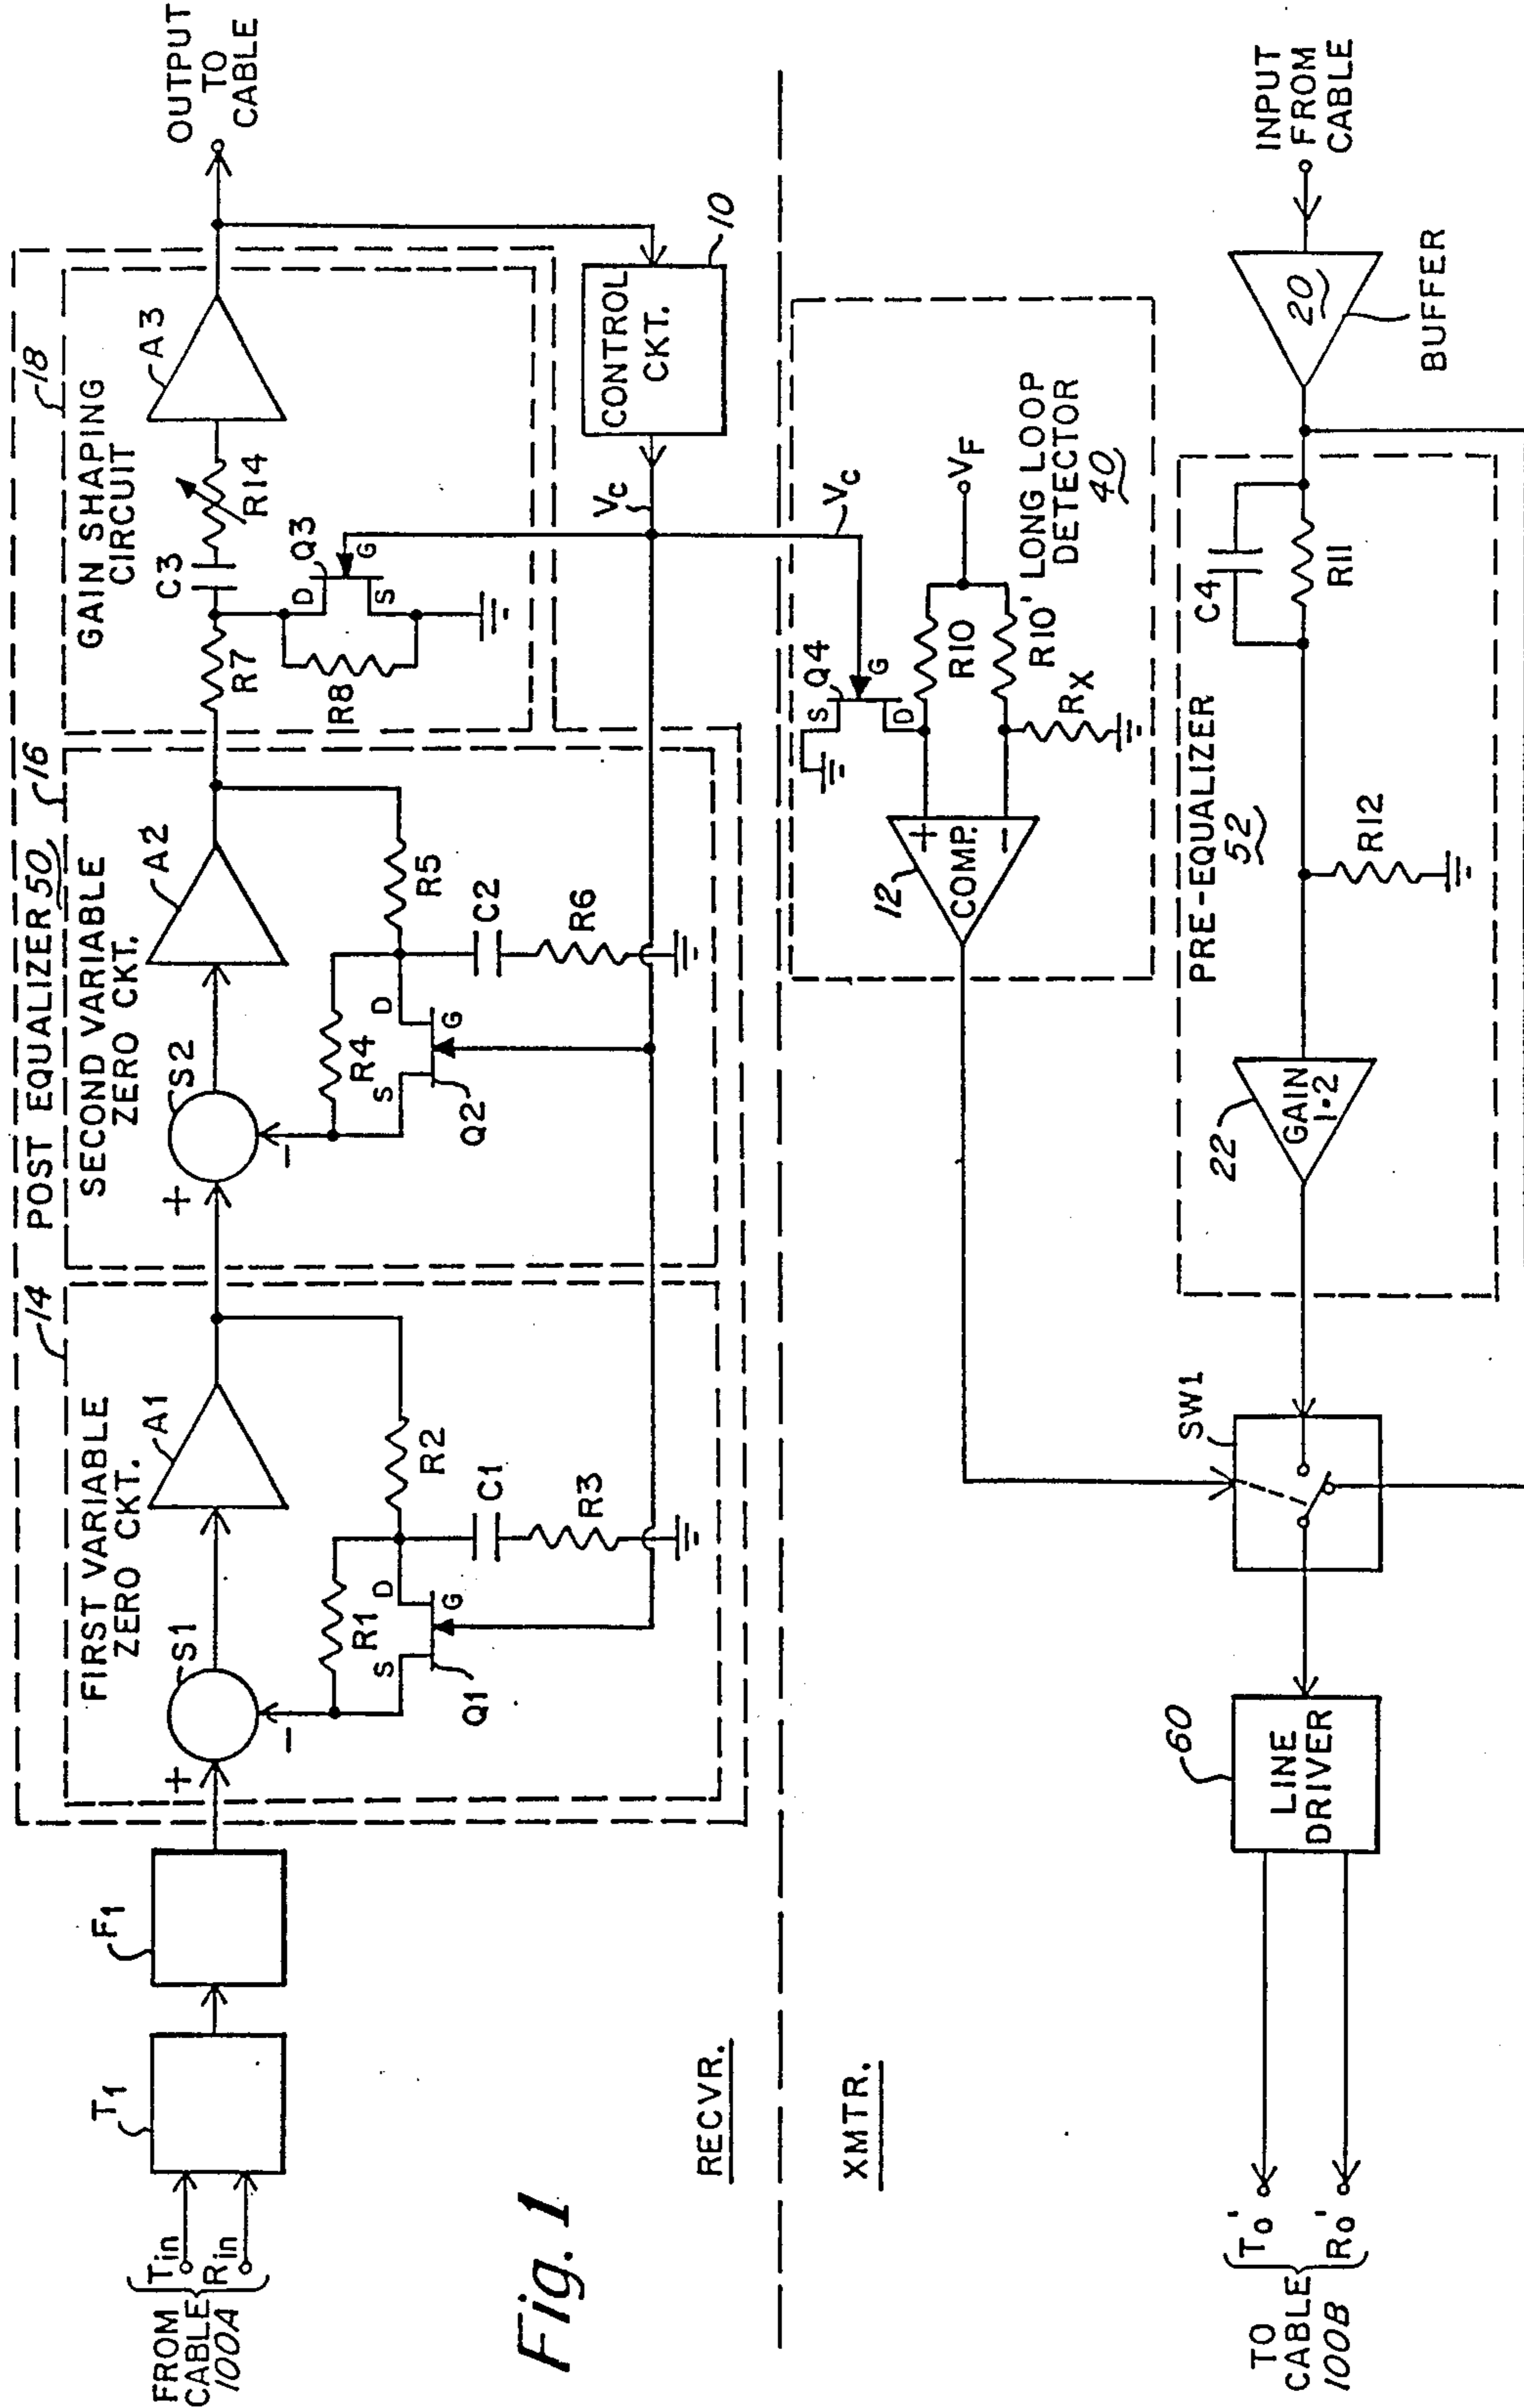 Fig. 1
FROM
CABLE
100A
Tin
Rin
T1
F1
POST EQUALIZER 50
14
FIRST VARIABLE
ZERO CKT.
S1
+
−
A1
R1
R2
S
D
G
Q1
C1
R3
16
SECOND VARIABLE
ZERO CKT.
S2
+
−
A2
R4
R5
S
D
G
Q2
C2
R6
18
GAIN SHAPING
CIRCUIT
R7
R8
C3
R14
D
Q3
G
S
A3
OUTPUT
TO
CABLE
CONTROL
CKT.
10
VC
RECVR.
XMTR.
VC
S
Q4
D
G
R10
R10'
VF
RX
LONG LOOP
DETECTOR
40
12
COMP.
+
−
INPUT
FROM
CABLE
20
BUFFER
PRE-EQUALIZER
52
C4
R11
R12
22
GAIN
1.2
SW1
60
LINE
DRIVER
TO
CABLE
100B
To'
Ro'